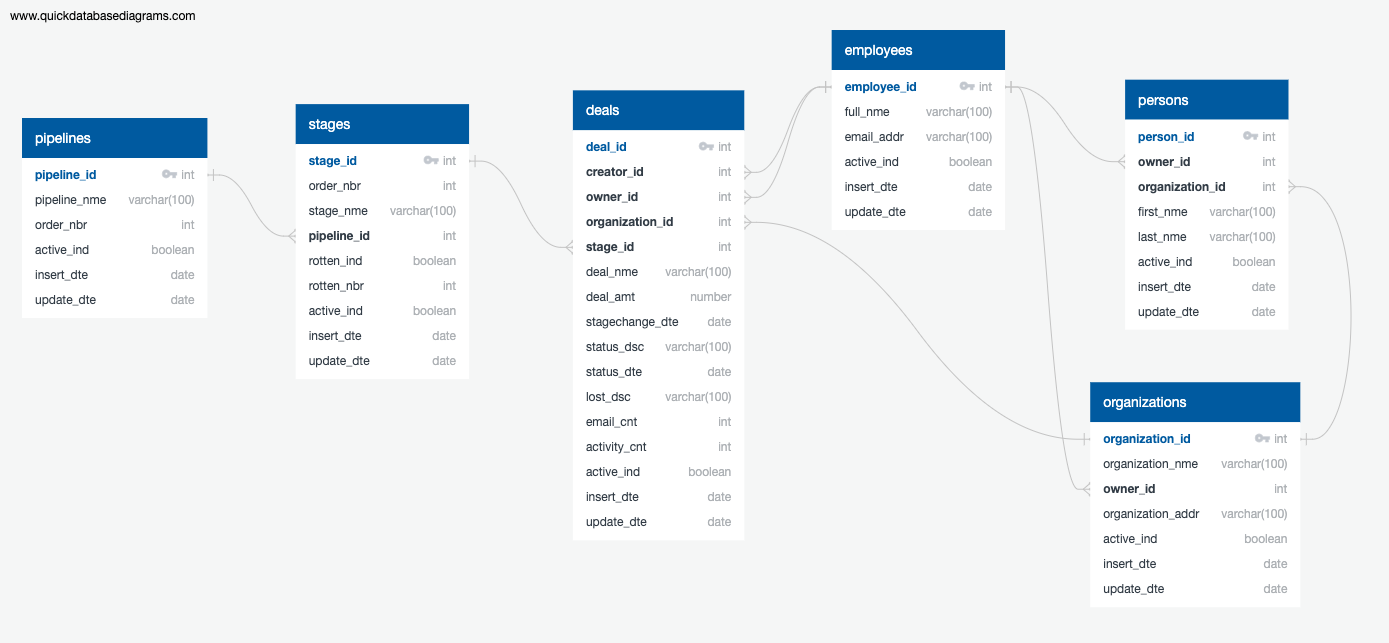 www.quickdatabasediagrams.com
pipelines
pipeline_id int
pipeline_nme varchar(100)
order_nbr int
active_ind boolean
insert_dte date
update_dte date
stages
stage_id int
order_nbr int
stage_nme varchar(100)
pipeline_id int
rotten_ind boolean
rotten_nbr int
active_ind boolean
insert_dte date
update_dte date
deals
deal_id int
creator_id int
owner_id int
organization_id int
stage_id int
deal_nme varchar(100)
deal_amt number
stagechange_dte date
status_dsc varchar(100)
status_dte date
lost_dsc varchar(100)
email_cnt int
activity_cnt int
active_ind boolean
insert_dte date
update_dte date
employees
employee_id int
full_nme varchar(100)
email_addr varchar(100)
active_ind boolean
insert_dte date
update_dte date
persons
person_id int
owner_id int
organization_id int
first_nme varchar(100)
last_nme varchar(100)
active_ind boolean
insert_dte date
update_dte date
organizations
organization_id int
organization_nme varchar(100)
owner_id int
organization_addr varchar(100)
active_ind boolean
insert_dte date
update_dte date